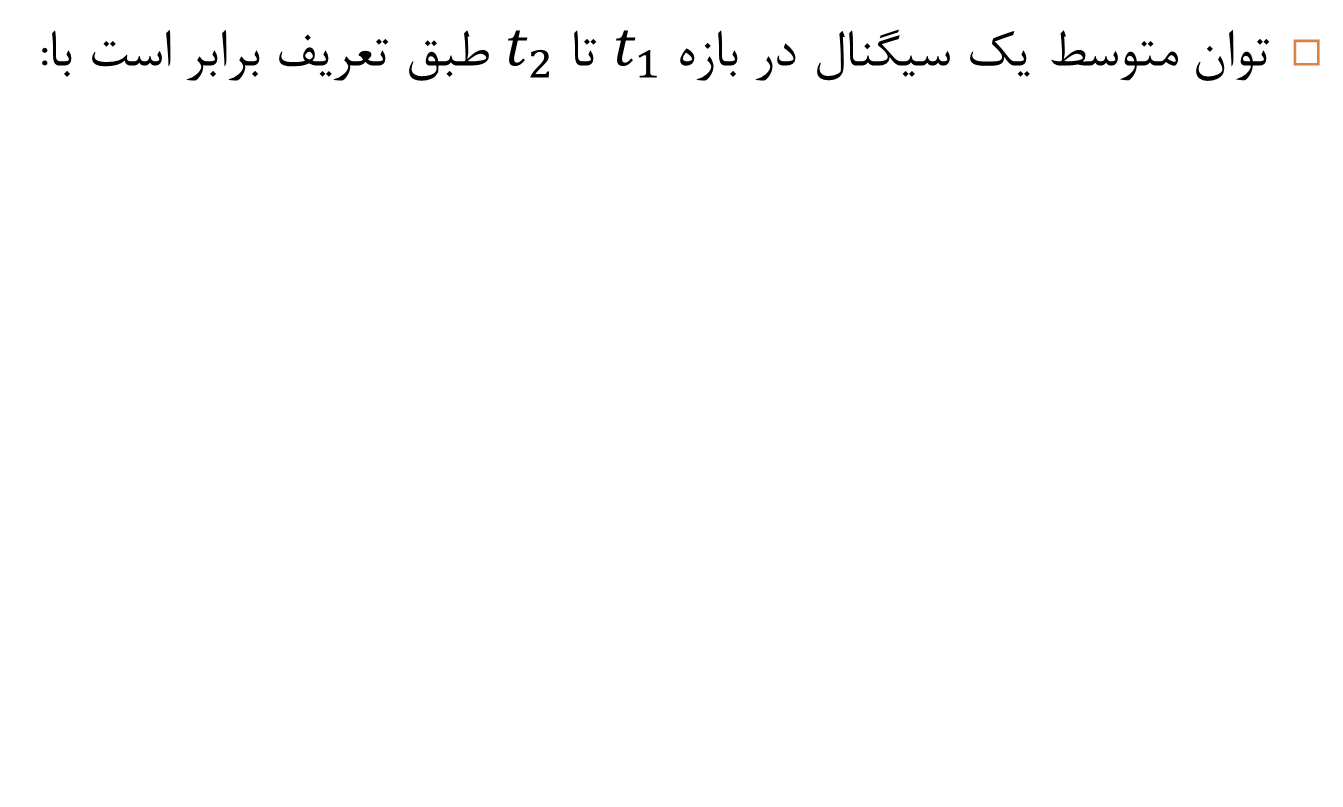 توان متوسط یک سیگنال در بازه t₁ تا t₂ طبق تعریف برابر است با: